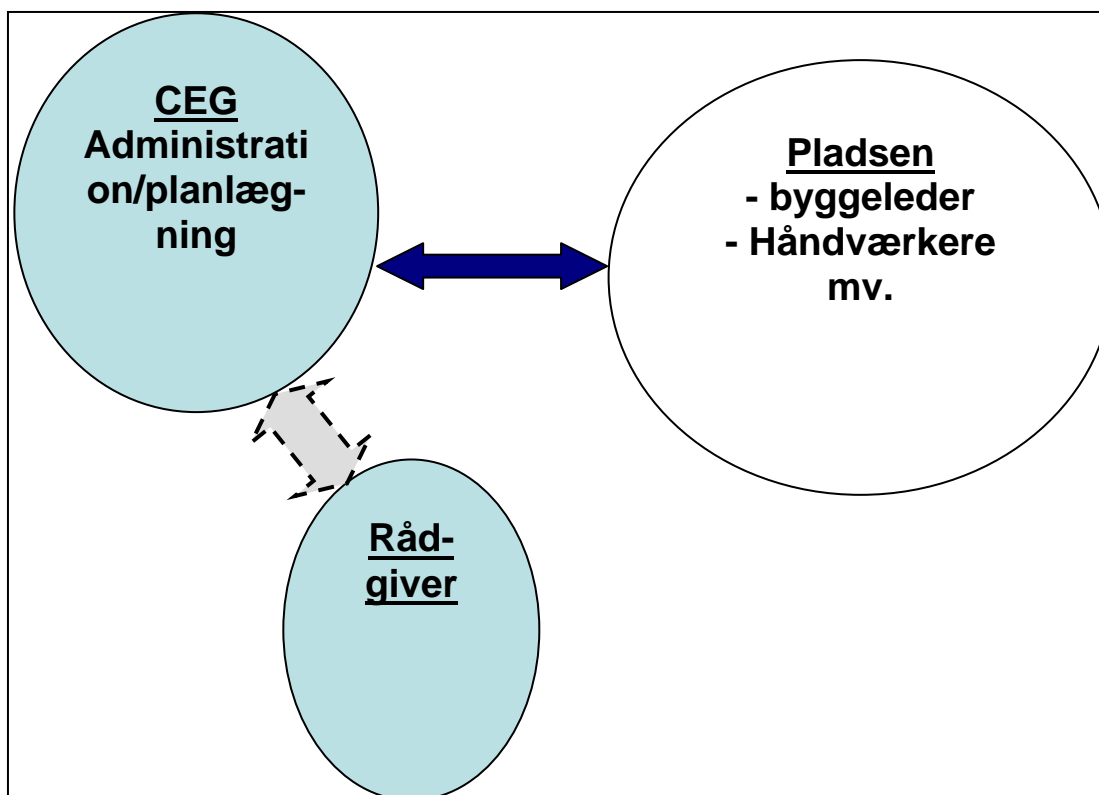 CEG
Administrati
on/planlæg-
ning
Pladsen
- byggeleder
- Håndværkere
mv.
Råd-
giver